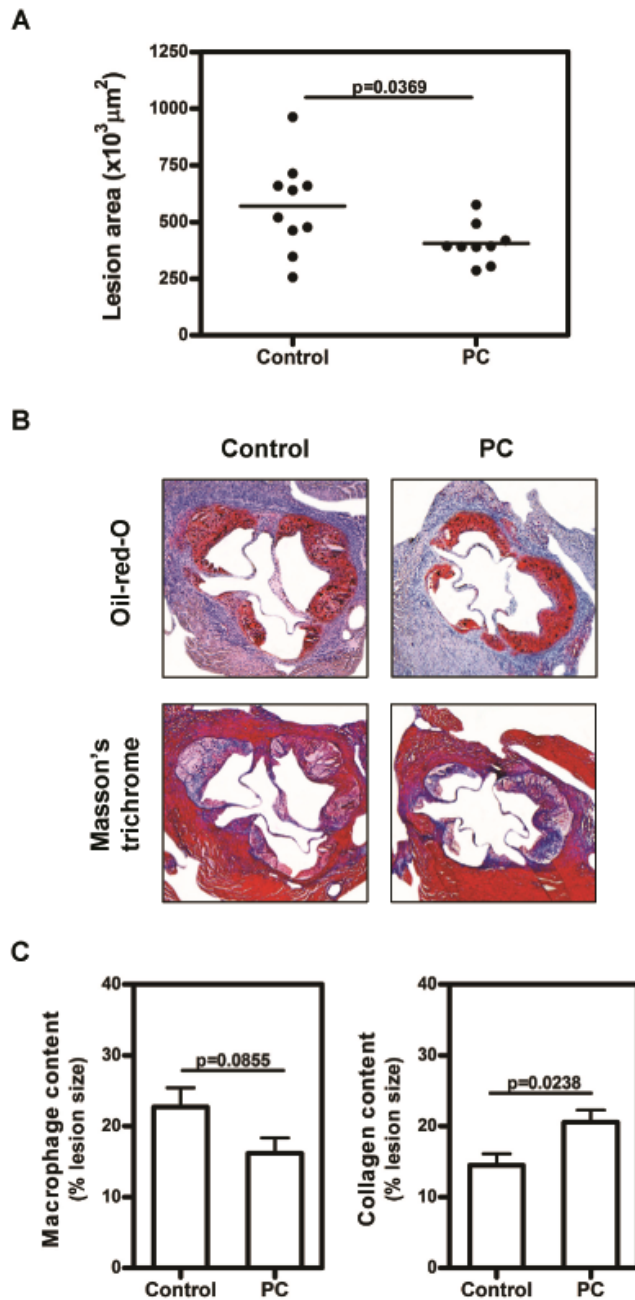 A
Lesion area (x10³μm²)
1250
1000
750
500
250
0
p=0.0369
Control PC
B
Control PC
Oil-red-O
Masson's
trichrome
C
Macrophage content
(% lesion size)
40
30
20
10
0
p=0.0855
Control PC
Collagen content
(% lesion size)
40
30
20
10
0
p=0.0238
Control PC